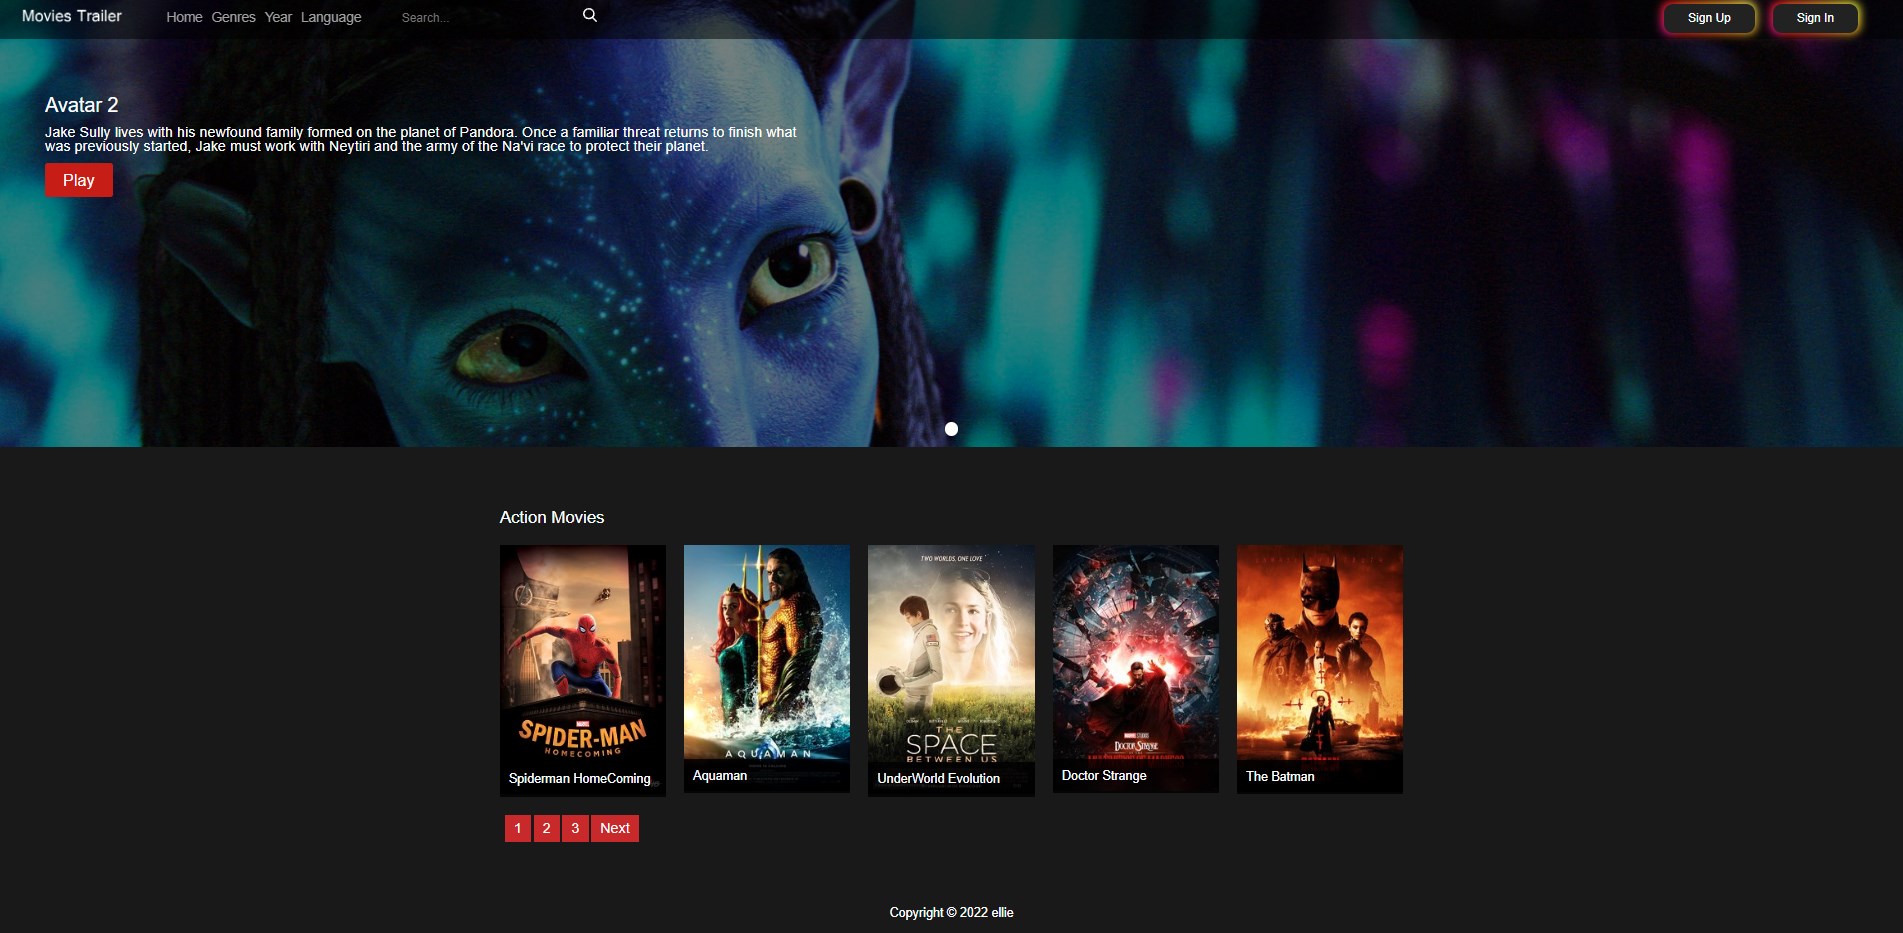 Movies Trailer
Home Genres Year Language
Search...
Sign Up
Sign In
Avatar 2
Jake Sully lives with his newfound family formed on the planet of Pandora. Once a familiar threat returns to finish what
was previously started, Jake must work with Neytiri and the army of the Na'vi race to protect their planet.
Play
Action Movies
MARVEL
SPIDER-MAN
HOMECOMING
Spiderman HomeComing
AQUAMAN
Aquaman
TWO WORLDS, ONE LOVE
THE
SPACE
BETWEEN US
UnderWorld Evolution
MARVEL STUDIOS
DOCTOR STRANGE
Doctor Strange
The Batman
1 2 3 Next
Copyright © 2022 ellie